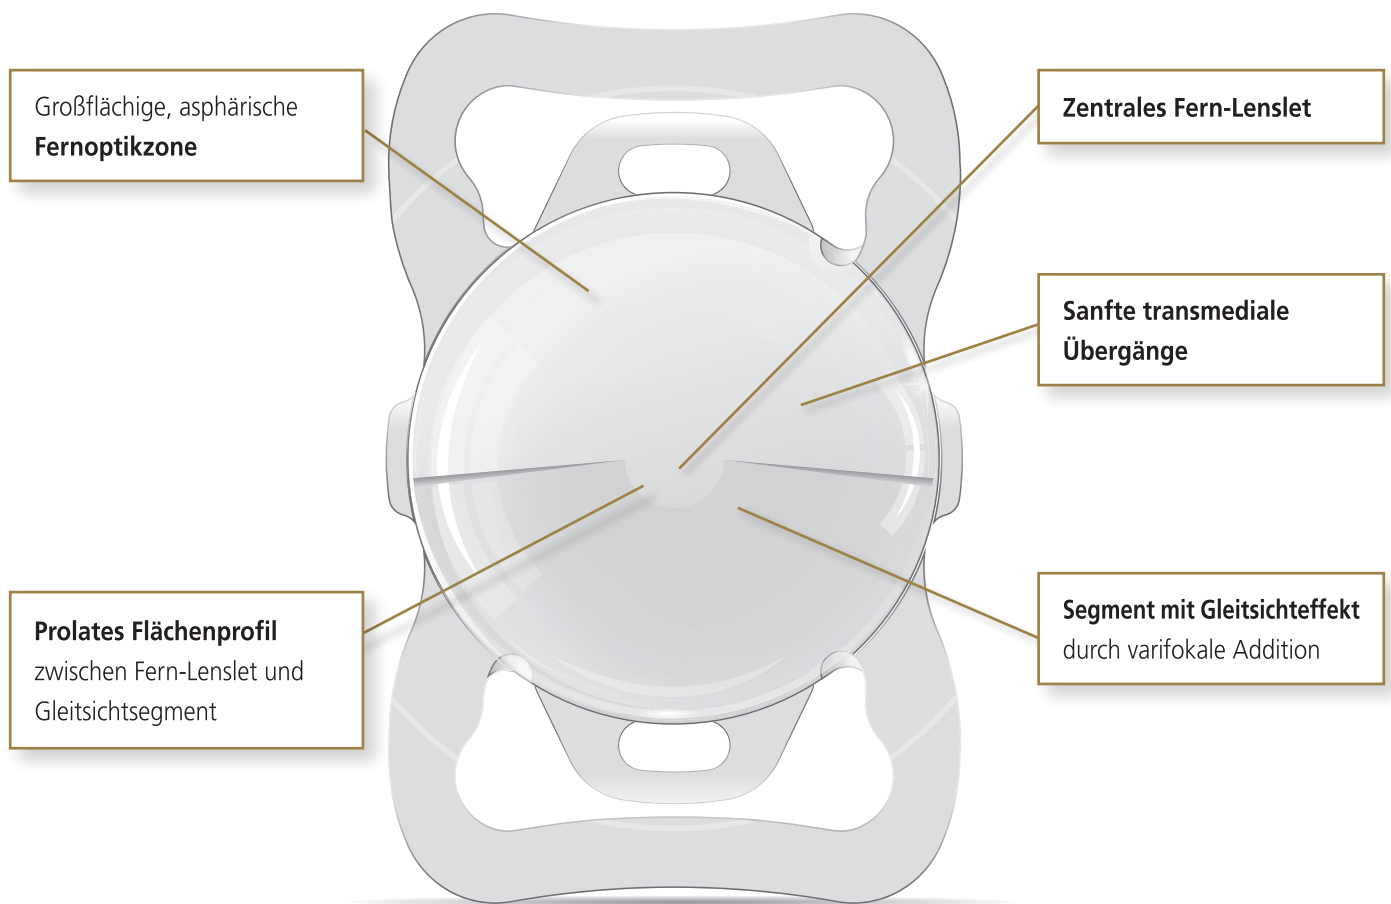 Großflächige, asphärische
Fernoptikzone
Zentrales Fern-Lenslet
Sanfte transmediale
Übergänge
Prolates Flächenprofil
zwischen Fern-Lenslet und
Gleitsichtsegment
Segment mit Gleitsichteffekt
durch varifokale Addition